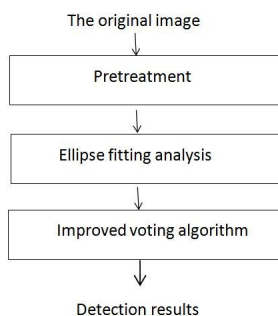 The original image
Pretreatment
Ellipse fitting analysis
Improved voting algorithm
Detection results